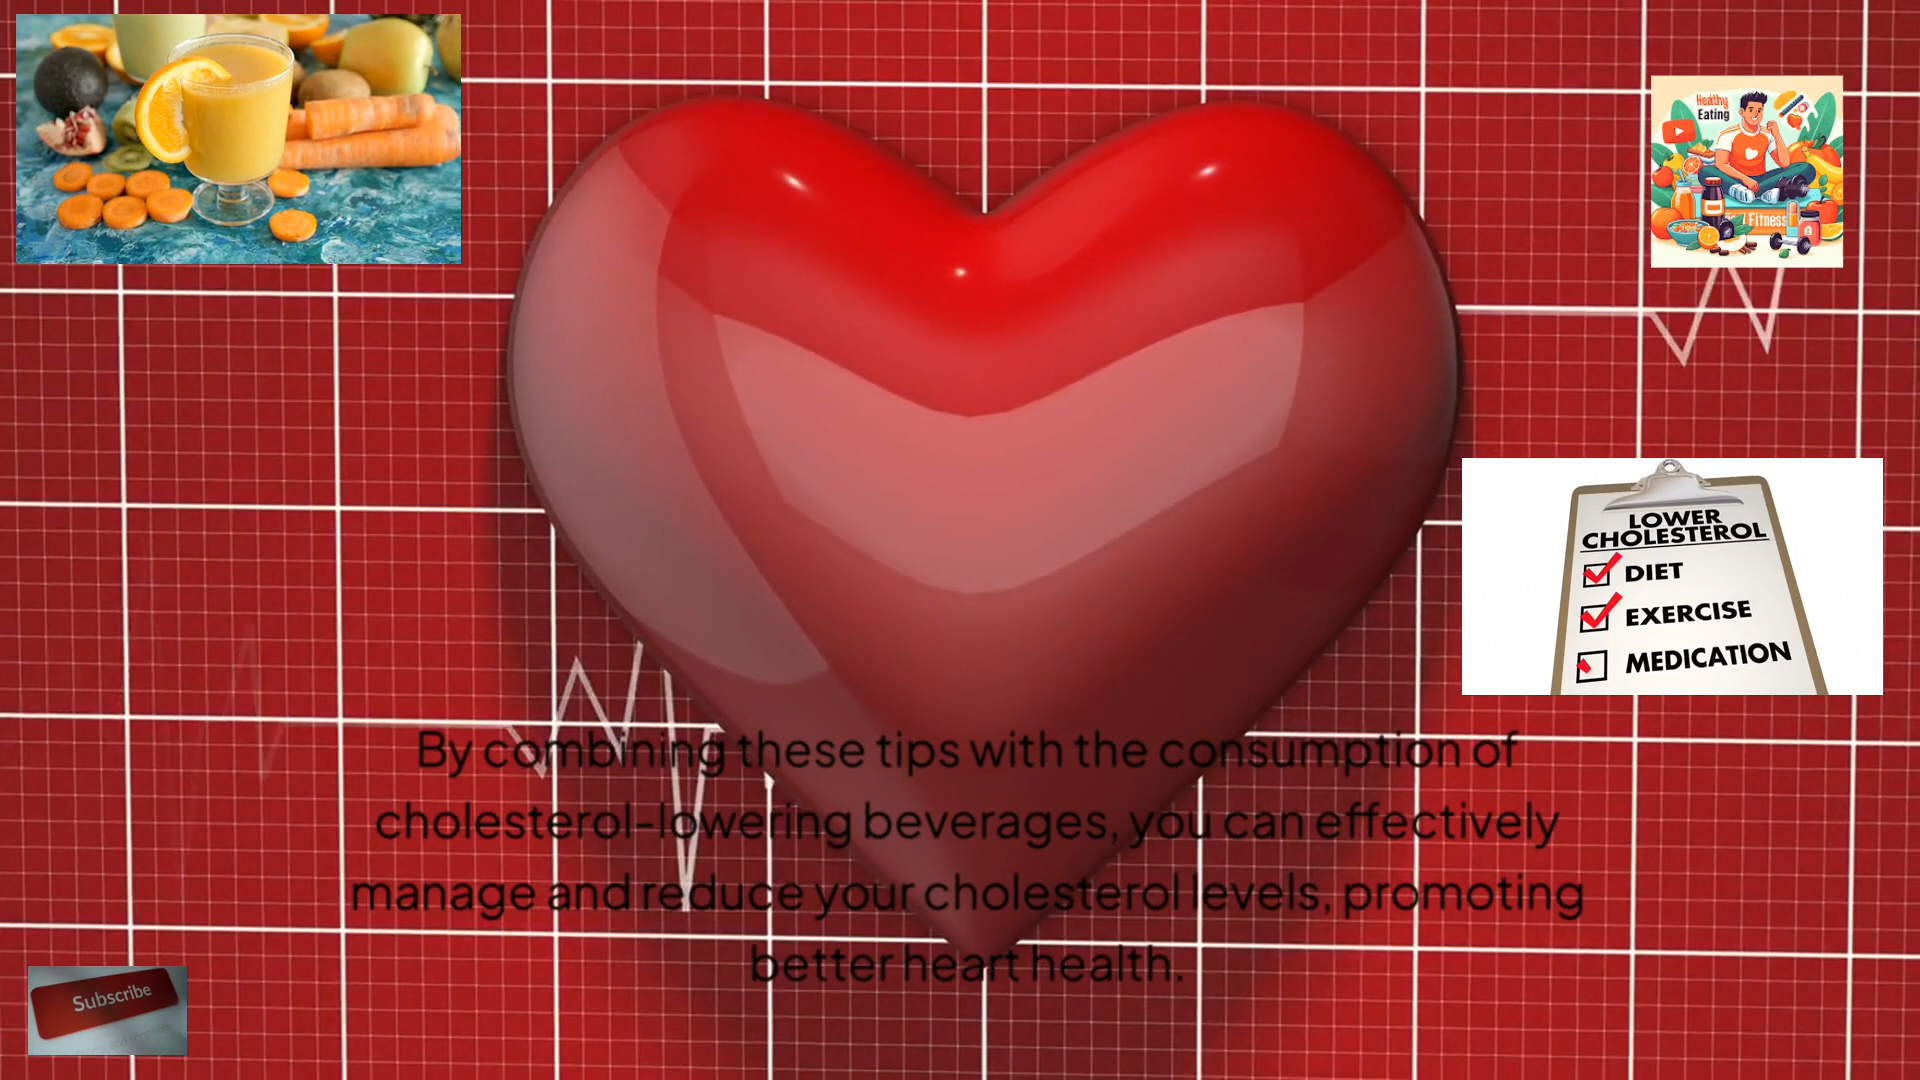 Healthy
Eating
Fitness
LOWER
CHOLESTEROL
DIET
EXERCISE
MEDICATION
By combining these tips with the consumption of
cholesterol-lowering beverages, you can effectively
manage and reduce your cholesterol levels, promoting
better heart health.
Subscribe